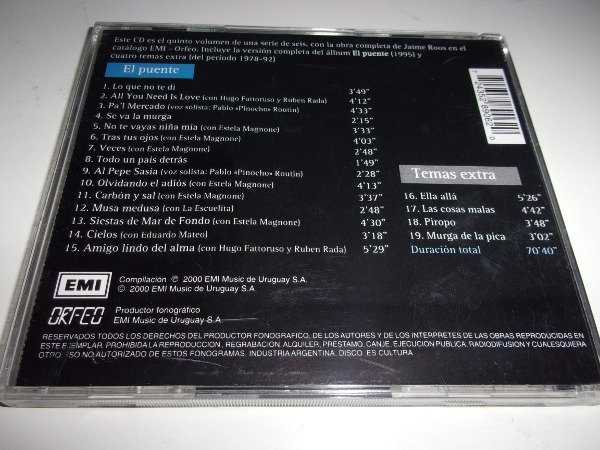 Este CD es el quinto volumen de una serie de seis, con la obra completa de Jaime Roos en el
catálogo EMI - Orfeo. Incluye la versión completa del álbum El puente (1995) y
cuatro temas extra (del período 1978-92)
El puente
1. Lo que no te di 3'49"
2. All You Need Is Love (con Hugo Fattoruso y Ruben Rada) 4'12"
3. Pa'l Mercado (voz solista: Pablo «Pinocho» Routin) 4'33"
4. Se va la murga 2'15"
5. No te vayas niña mia (con Estela Magnone) 3'33"
6. Tras tus ojos (con Estela Magnone) 4'03"
7. Veces (con Estela Magnone) 2'48"
8. Todo un país detrás 1'49"
9. Al Pepe Sasía (voz solista: Pablo «Pinocho» Routin) 2'28"
10. Olvidando el adiós (con Estela Magnone) 4'13"
11. Carbón y sal (con Estela Magnone) 3'37"
12. Musa medusa (con La Escuelita) 2'48"
13. Siestas de Mar de Fondo (con Estela Magnone) 4'30"
14. Cielos (con Eduardo Mateo) 3'18"
15. Amigo lindo del alma (con Hugo Fattoruso y Ruben Rada) 5'29"
7 24352 89062 0
Temas extra
16. Ella allá 5'26"
17. Las cosas malas 4'42"
18. Piropo 3'48"
19. Murga de la pica 3'02"
Duración total 70'40"
EMI
Compilación ℗ 2000 EMI Music de Uruguay S.A.
© 2000 EMI Music de Uruguay S.A.
ORFEO
Productor fonográfico
EMI Music de Uruguay S.A.
RESERVADOS TODOS LOS DERECHOS DEL PRODUCTOR FONOGRAFICO, DE LOS AUTORES Y DE LOS INTERPRETES DE LAS OBRAS REPRODUCIDAS EN
ESTE EJEMPLAR. PROHIBIDA LA REPRODUCCION, REGRABACION, ALQUILER, PRESTAMO, CANJE, EJECUCION PUBLICA, RADIODIFUSION Y CUALESQUIERA
OTRO USO NO AUTORIZADO DE ESTOS FONOGRAMAS. INDUSTRIA ARGENTINA. DISCO ES CULTURA.